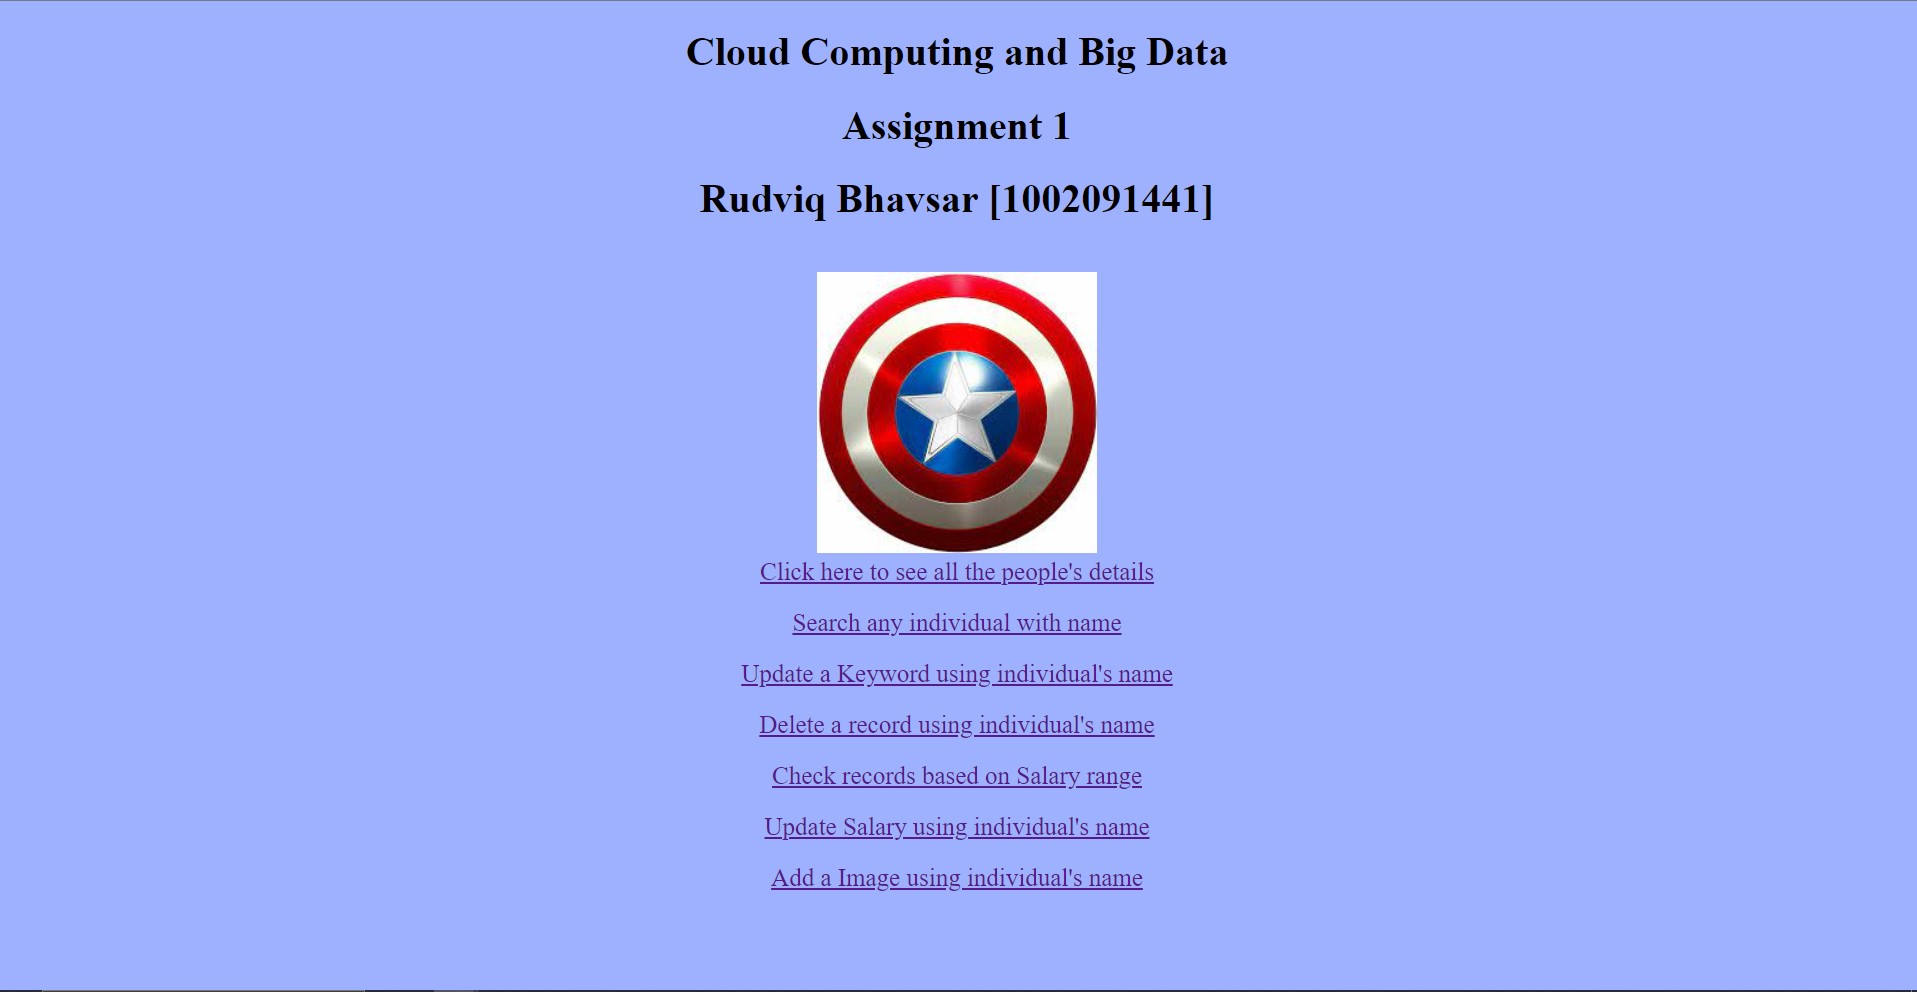 Cloud Computing and Big Data
Assignment 1
Rudviq Bhavsar [1002091441]
Click here to see all the people's details
Search any individual with name
Update a Keyword using individual's name
Delete a record using individual's name
Check records based on Salary range
Update Salary using individual's name
Add a Image using individual's name